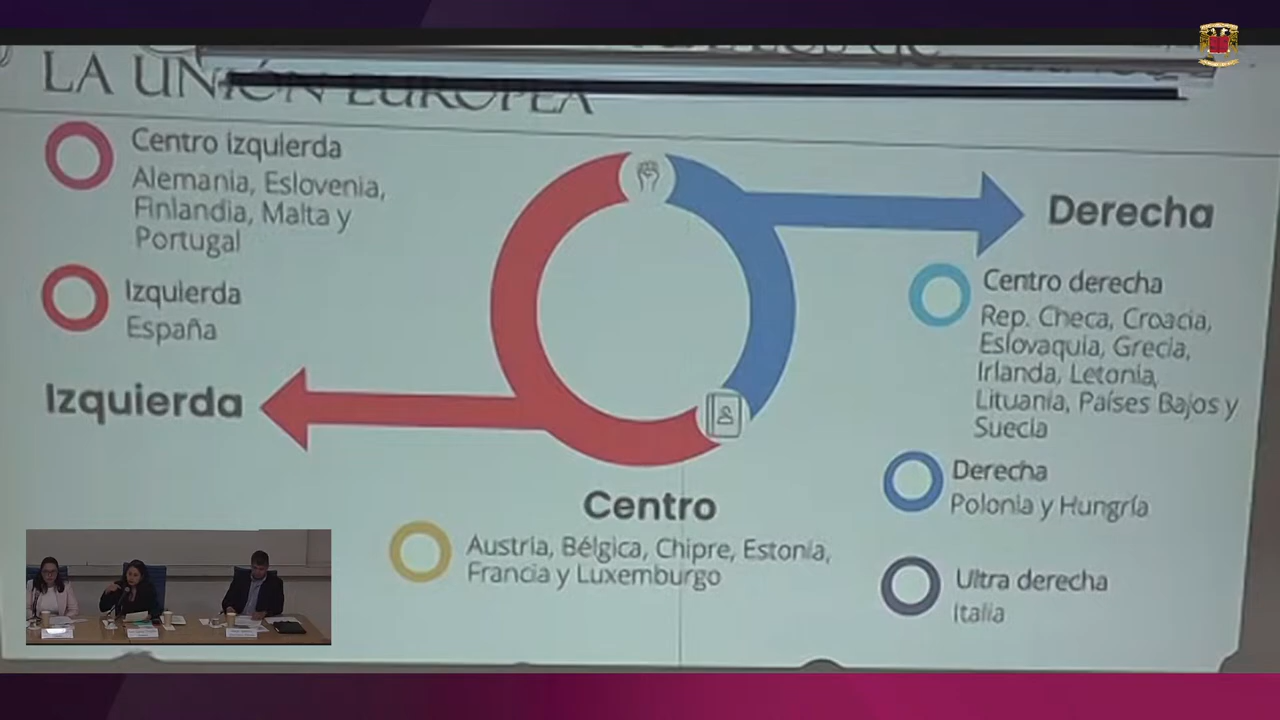 LA UNIÓN EUROPEA
Centro izquierda
Alemania, Eslovenia,
Finlandia, Malta y
Portugal
Izquierda
España
Izquierda
Derecha
Centro derecha
Rep. Checa, Croacia,
Eslovaquia, Grecia,
Irlanda, Letonia,
Lituania, Países Bajos y
Suecia
Derecha
Polonia y Hungría
Ultra derecha
Italia
Centro
Austria, Bélgica, Chipre, Estonia,
Francia y Luxemburgo